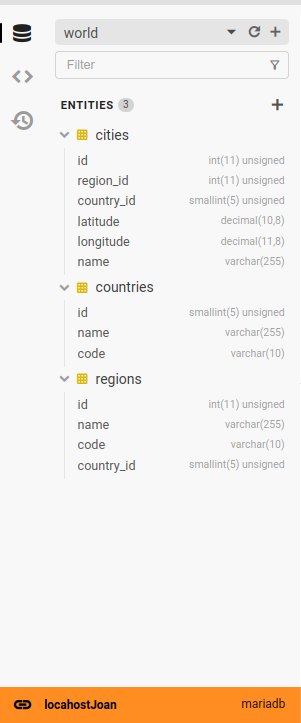 world
Filter
ENTITIES 3
cities
id int(11) unsigned
region_id int(11) unsigned
country_id smallint(5) unsigned
latitude decimal(10,8)
longitude decimal(11,8)
name varchar(255)
countries
id smallint(5) unsigned
name varchar(255)
code varchar(10)
regions
id int(11) unsigned
name varchar(255)
code varchar(10)
country_id smallint(5) unsigned
locahostJoan mariadb